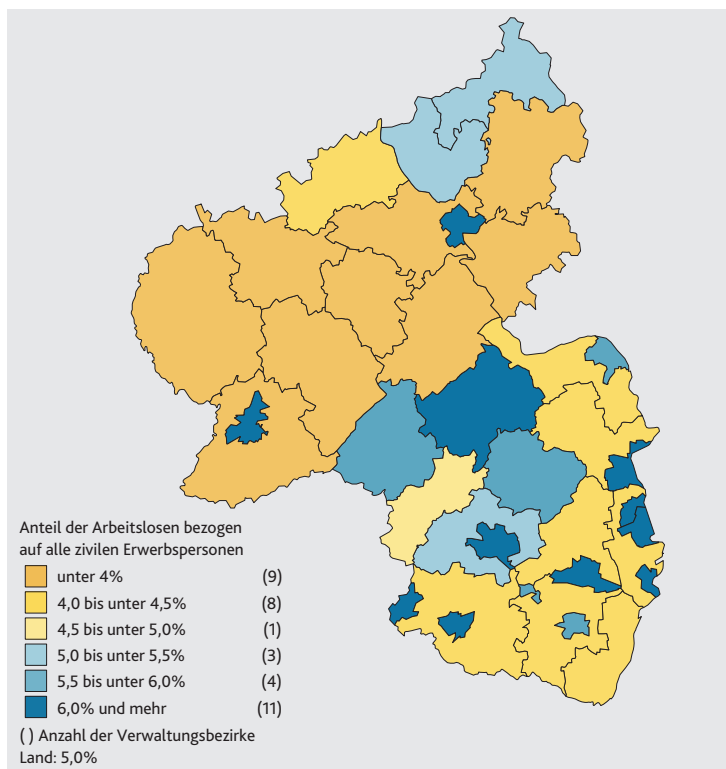 Anteil der Arbeitslosen bezogen
auf alle zivilen Erwerbspersonen
unter 4% (9)
4,0 bis unter 4,5% (8)
4,5 bis unter 5,0% (1)
5,0 bis unter 5,5% (3)
5,5 bis unter 6,0% (4)
6,0% und mehr (11)
( ) Anzahl der Verwaltungsbezirke
Land: 5,0%